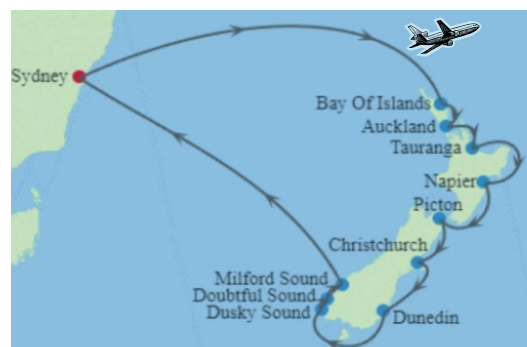 Sydney
Bay Of Islands
Auckland
Tauranga
Napier
Picton
Christchurch
Milford Sound
Doubtful Sound
Dusky Sound
Dunedin